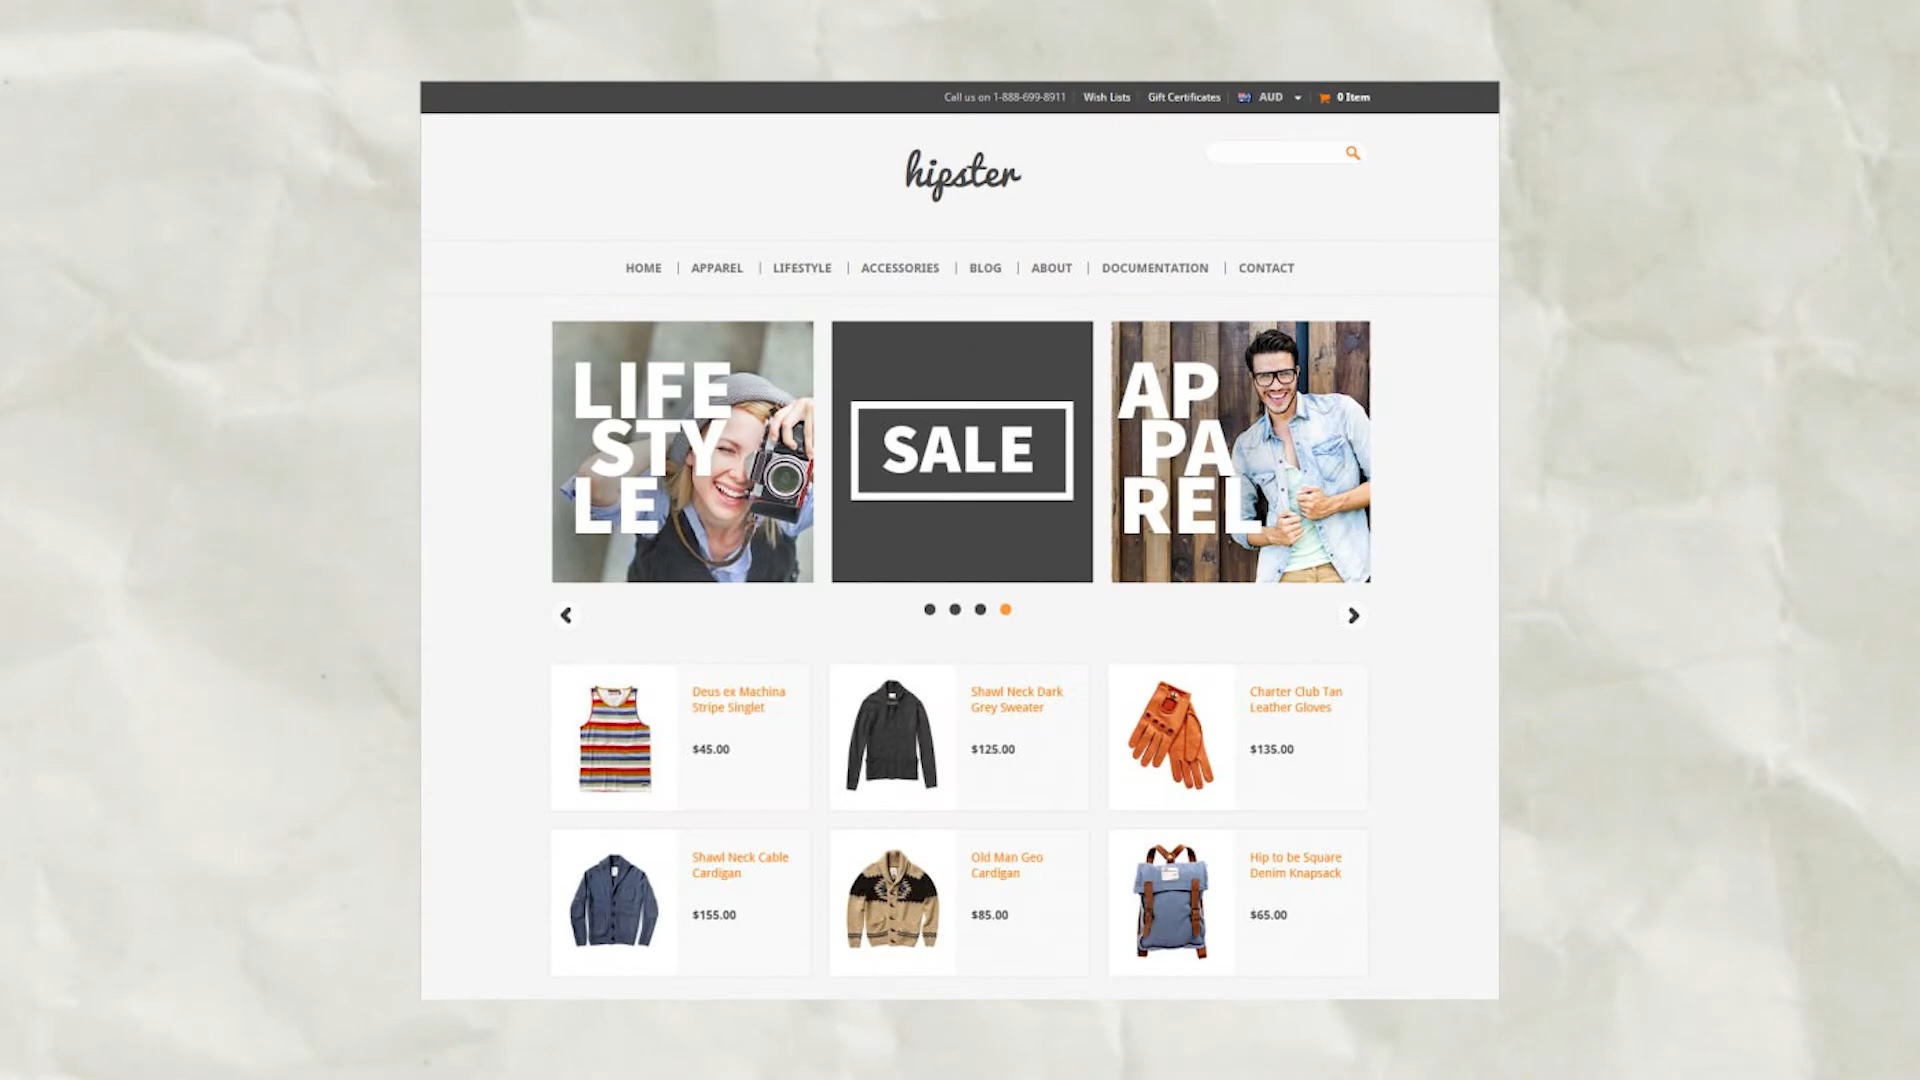 Call us on 1-888-699-8911 Wish Lists Gift Certificates AUD 0 Item
hipster
HOME APPAREL LIFESTYLE ACCESSORIES BLOG ABOUT DOCUMENTATION CONTACT
LIFE
STY
LE
SALE
AP
PA
REL
Deus ex Machina
Stripe Singlet
$45.00
Shawl Neck Dark
Grey Sweater
$125.00
Charter Club Tan
Leather Gloves
$135.00
Shawl Neck Cable
Cardigan
$155.00
Old Man Geo
Cardigan
$85.00
Hip to be Square
Denim Knapsack
$65.00